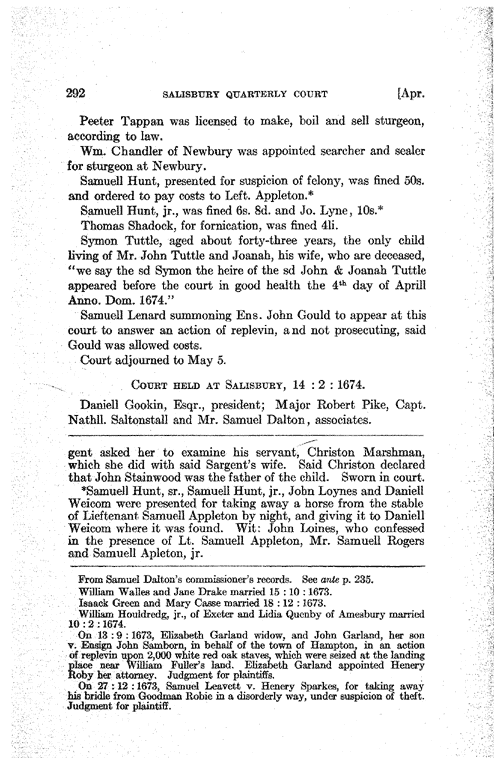 292 SALISBURY QUARTERLY COURT [Apr.
Peeter Tappan was licensed to make, boil and sell sturgeon,
according to law.
Wm. Chandler of Newbury was appointed searcher and sealer
for sturgeon at Newbury.
Samuell Hunt, presented for suspicion of felony, was fined 50s.
and ordered to pay costs to Left. Appleton.*
Samuell Hunt, jr., was fined 6s. 8d. and Jo. Lyne, 10s.*
Thomas Shadock, for fornication, was fined 4li.
Symon Tuttle, aged about forty-three years, the only child
living of Mr. John Tuttle and Joanah, his wife, who are deceased,
"we say the sd Symon the heire of the sd John & Joanah Tuttle
appeared before the court in good health the 4th day of Aprill
Anno. Dom. 1674."
Samuell Lenard summoning Ens. John Gould to appear at this
court to answer an action of replevin, and not prosecuting, said
Gould was allowed costs.
Court adjourned to May 5.
COURT HELD AT SALISBURY, 14 : 2 : 1674.
Daniell Gookin, Esqr., president; Major Robert Pike, Capt.
Nathll. Saltonstall and Mr. Samuel Dalton, associates.
gent asked her to examine his servant, Christon Marshman,
which she did with said Sargent's wife. Said Christon declared
that John Stainwood was the father of the child. Sworn in court.
*Samuell Hunt, sr., Samuell Hunt, jr., John Loynes and Daniell
Weicom were presented for taking away a horse from the stable
of Lieftenant Samuell Appleton by night, and giving it to Daniell
Weicom where it was found. Wit: John Loines, who confessed
in the presence of Lt. Samuell Appleton, Mr. Samuell Rogers
and Samuell Apleton, jr.
From Samuel Dalton's commissioner's records. See ante p. 235.
William Walles and Jane Drake married 15 : 10 : 1673.
Isaack Green and Mary Casse married 18 : 12 : 1673.
William Houldredg, jr., of Exeter and Lidia Quenby of Amesbury married
10 : 2 : 1674.
On 13 : 9 : 1673, Elizabeth Garland widow, and John Garland, her son
v. Ensign John Samborn, in behalf of the town of Hampton, in an action
of replevin upon 2,000 white red oak staves, which were seized at the landing
place near William Fuller's land. Elizabeth Garland appointed Henery
Roby her attorney. Judgment for plaintiffs.
On 27 : 12 : 1673, Samuel Leavett v. Henery Sparkes, for taking away
his bridle from Goodman Robie in a disorderly way, under suspicion of theft.
Judgment for plaintiff.